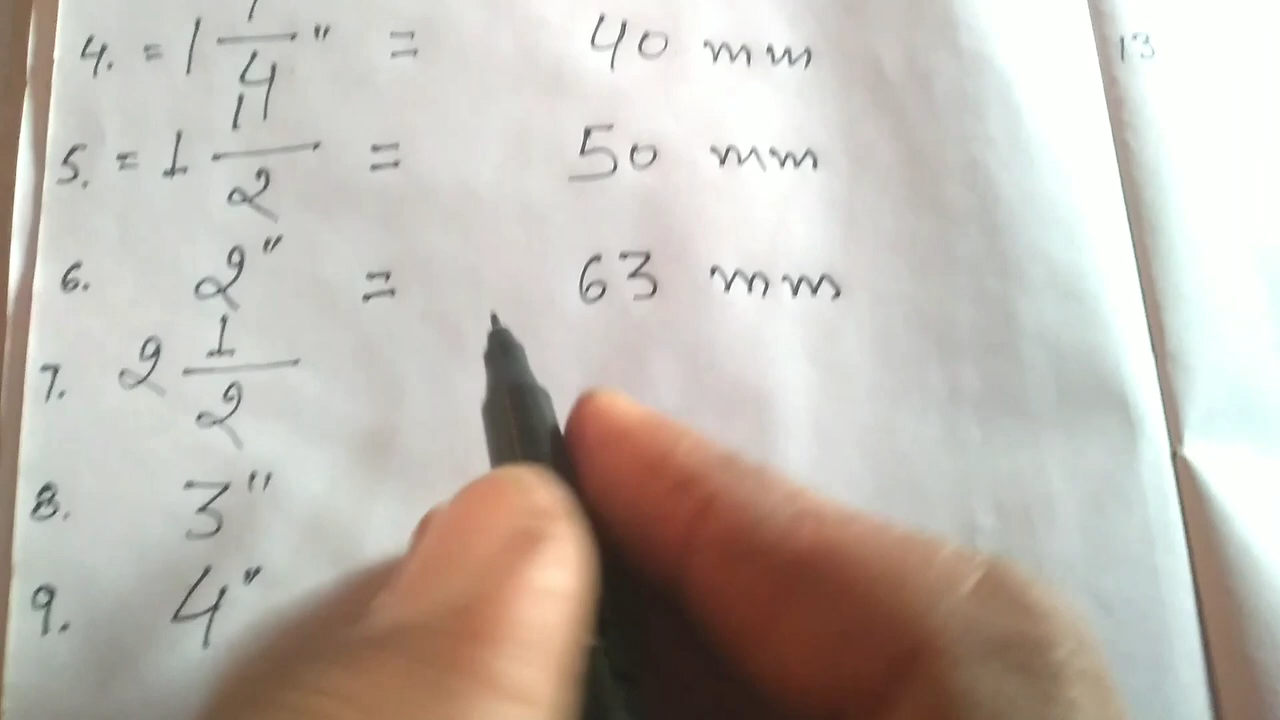 4. = 1 1/4" = 40 mm
5. = 1 1/2 = 50 mm
6. 2" = 63 mm
7. 2 1/2
8. 3"
9. 4"
13